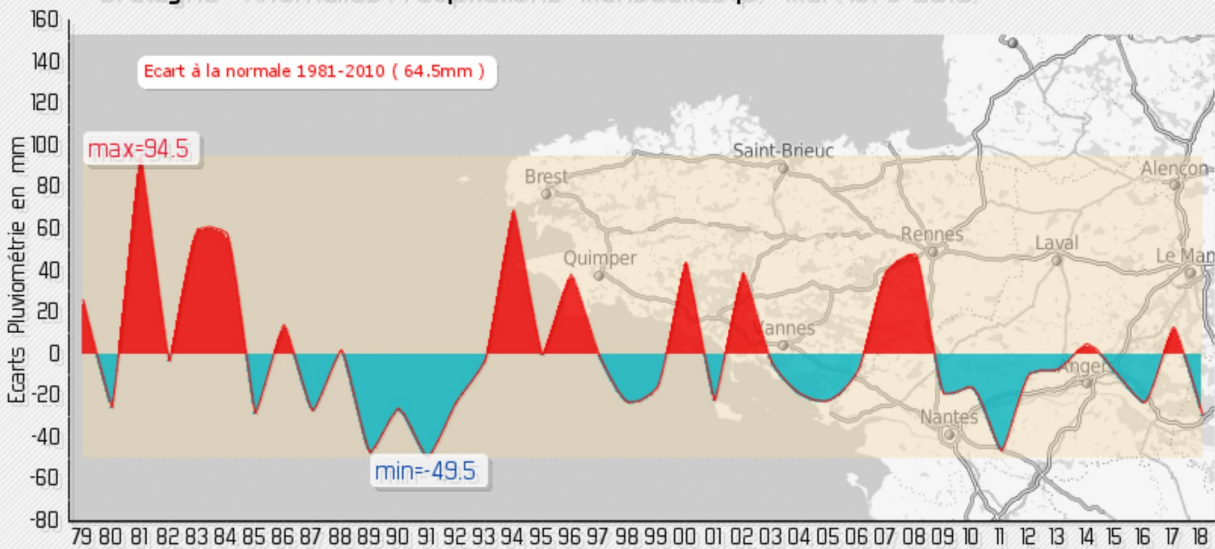 160
140
120
100
80
60
40
20
0
-20
-40
-60
-80
Ecarts Pluviométrie en mm
Ecart à la normale 1981-2010 ( 64.5mm )
max=94.5
min=-49.5
Saint-Brieuc
Alençon
Brest
Rennes
Laval
Quimper
Le Man
Vannes
Angers
Nantes
79 80 81 82 83 84 85 86 87 88 89 90 91 92 93 94 95 96 97 98 99 00 01 02 03 04 05 06 07 08 09 10 11 12 13 14 15 16 17 18